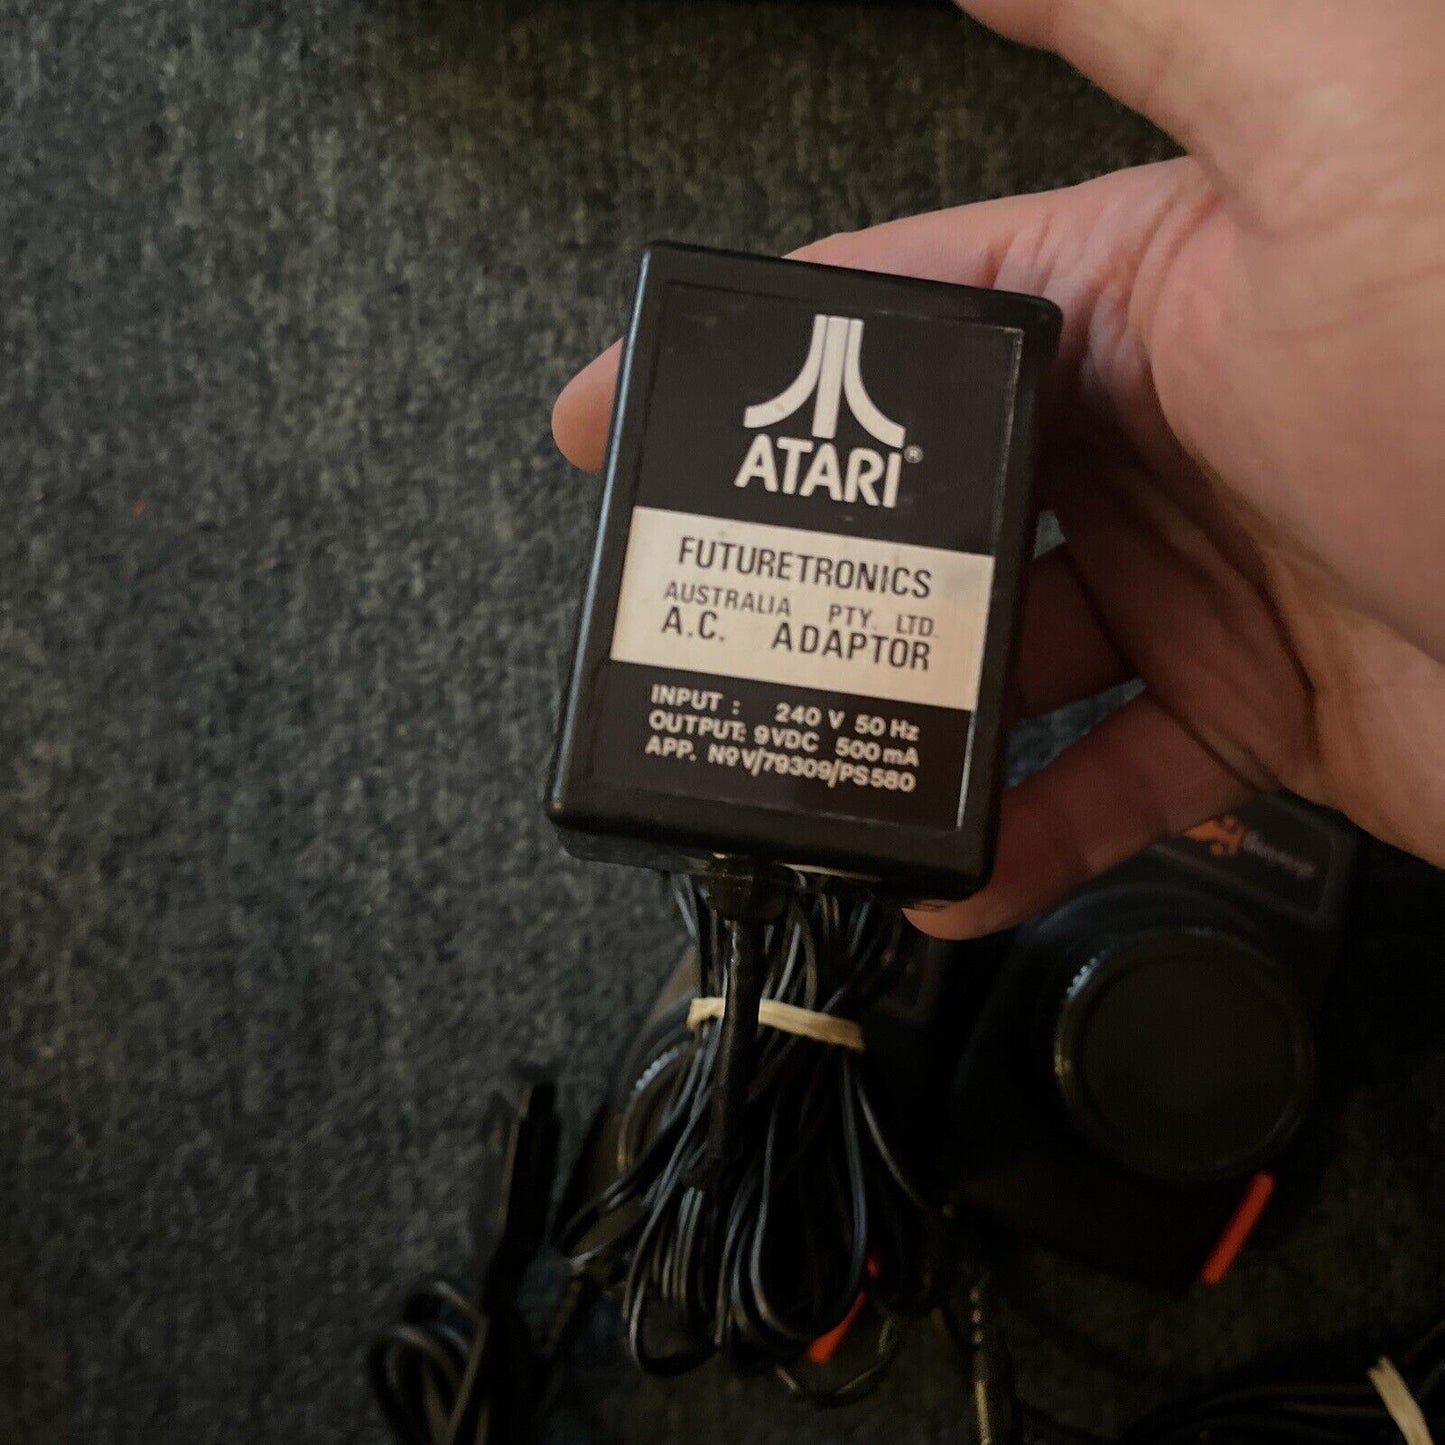 ATARI®
FUTURETRONICS
AUSTRALIA PTY. LTD.
A.C. ADAPTOR
INPUT : 240 V 50 Hz
OUTPUT: 9VDC 500mA
APP. Nº V/79309/PS580